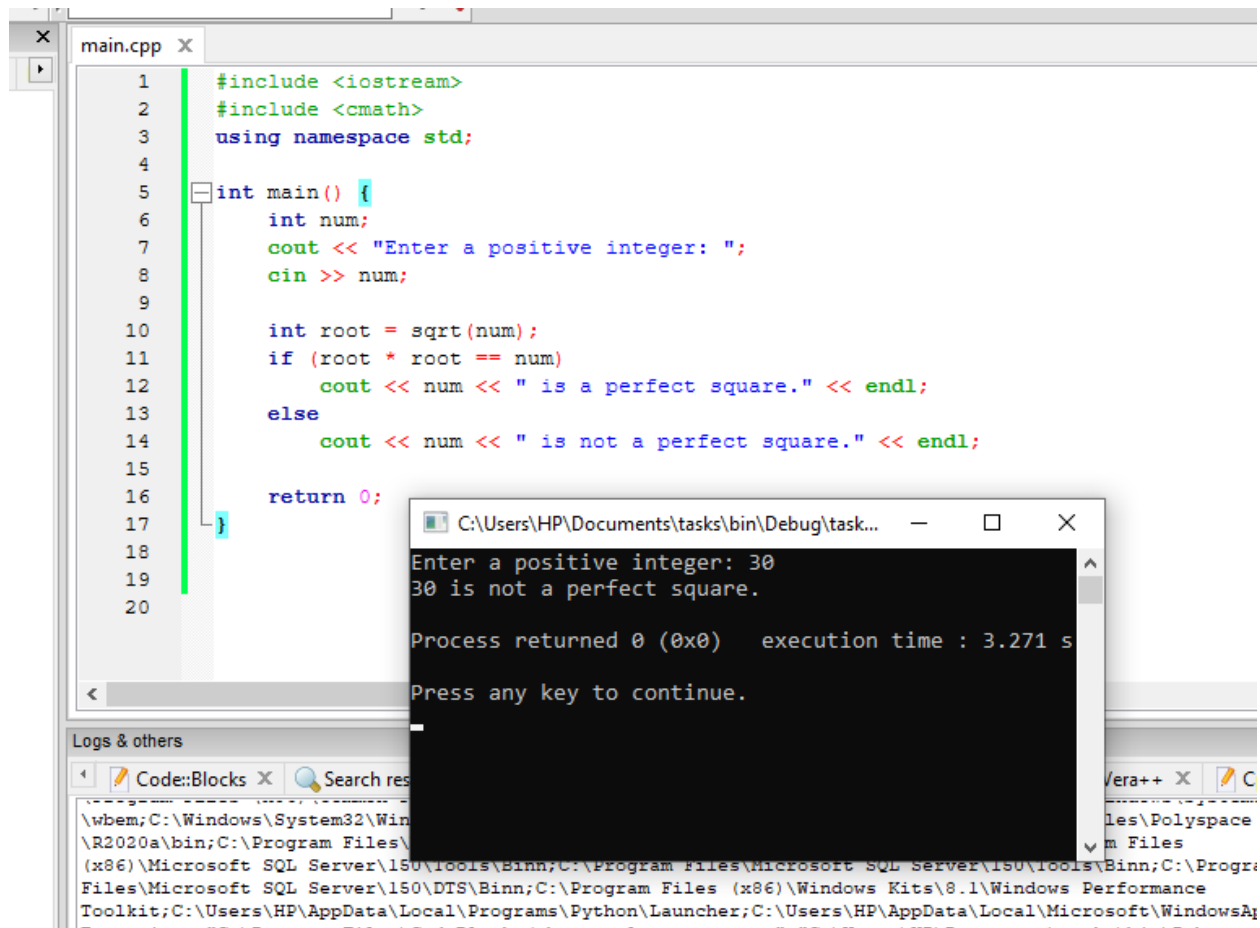 main.cpp
1 #include <iostream>
2 #include <cmath>
3 using namespace std;
4
5 int main() {
6 int num;
7 cout << "Enter a positive integer: ";
8 cin >> num;
9
10 int root = sqrt(num);
11 if (root * root == num)
12 cout << num << " is a perfect square." << endl;
13 else
14 cout << num << " is not a perfect square." << endl;
15
16 return 0;
17 }
18
19
20
C:\Users\HP\Documents\tasks\bin\Debug\task...
Enter a positive integer: 30
30 is not a perfect square.
Process returned 0 (0x0) execution time : 3.271 s
Press any key to continue.
Logs & others
Code::Blocks Search res Vera++ C
\wbem;C:\Windows\System32\Win les\Polyspace
\R2020a\bin;C:\Program Files\ m Files
(x86)\Microsoft SQL Server\150\Tools\Binn;C:\Program Files\Microsoft SQL Server\150\Tools\Binn;C:\Progra
Files\Microsoft SQL Server\150\DTS\Binn;C:\Program Files (x86)\Windows Kits\8.1\Windows Performance
Toolkit;C:\Users\HP\AppData\Local\Programs\Python\Launcher;C:\Users\HP\AppData\Local\Microsoft\WindowsAp